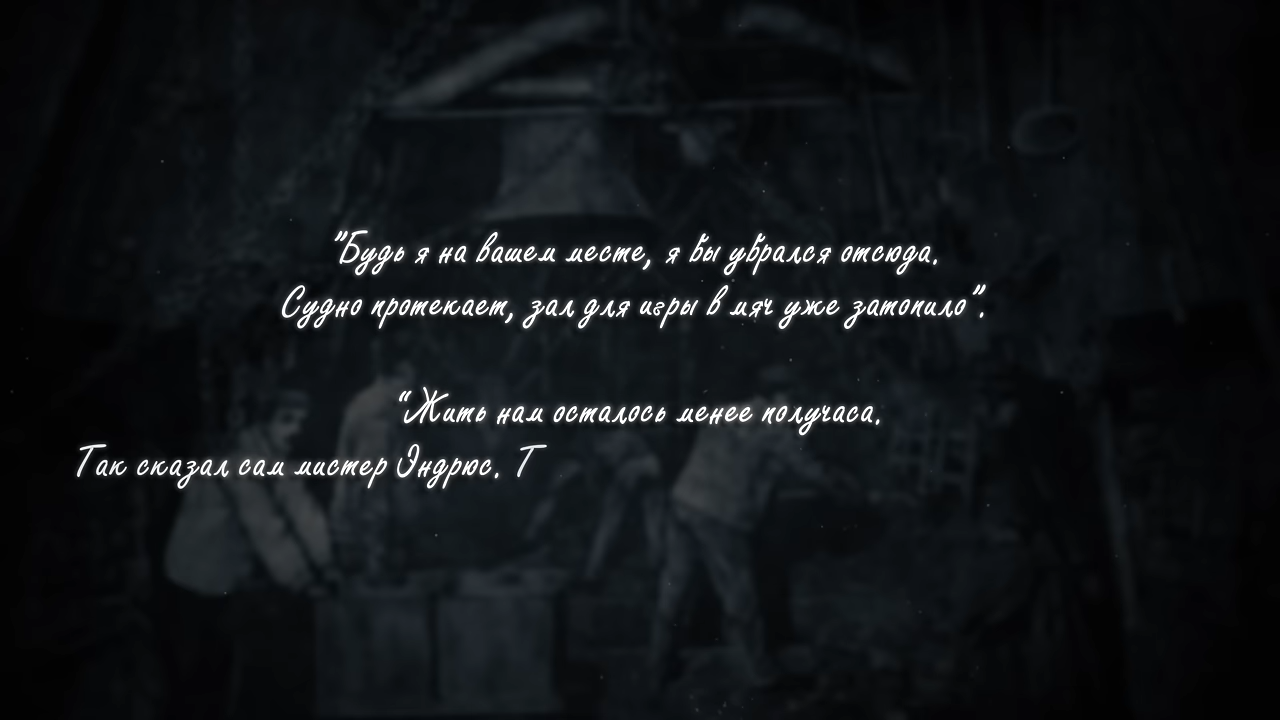 "Будь я на вашем месте, я бы убрался отсюда.
Судно протекает, зал для игры в мяч уже затопило".
"Жить нам осталось менее получаса.
Так сказал сам мистер Эндрюс. Т